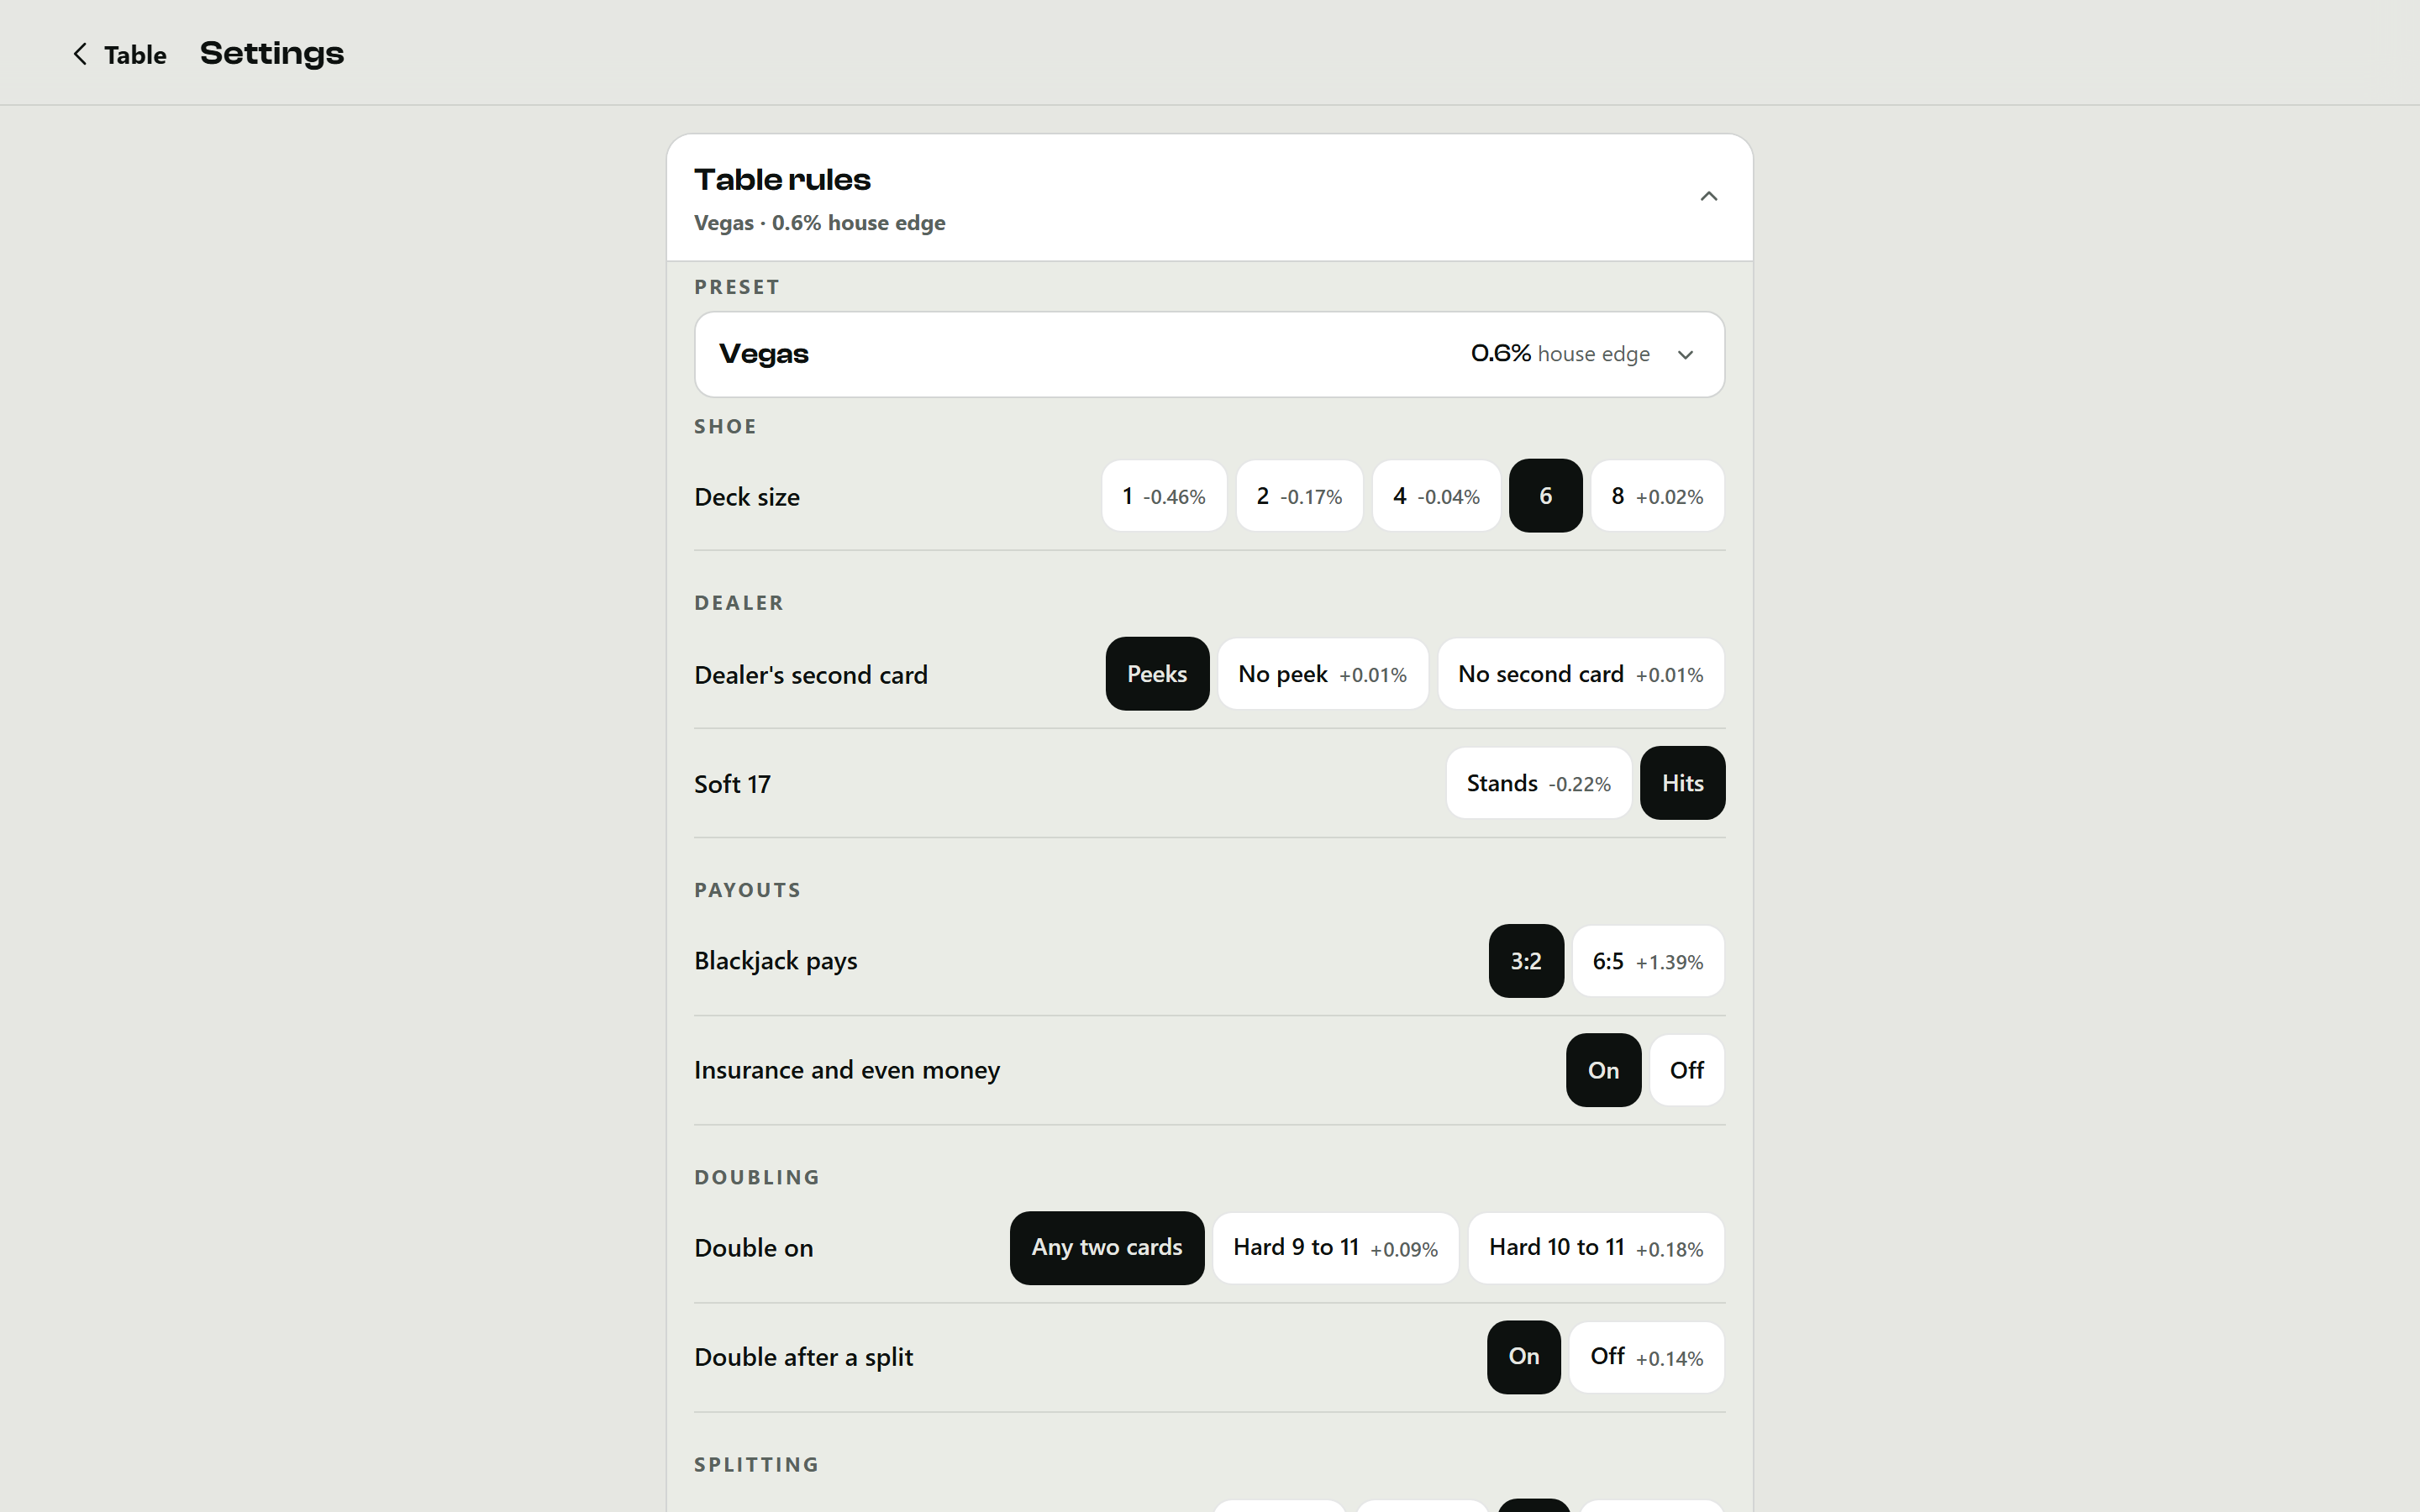 Table Settings
Table rules
Vegas · 0.6% house edge
PRESET
Vegas 0.6% house edge
SHOE
Deck size 1 -0.46% 2 -0.17% 4 -0.04% 6 8 +0.02%
DEALER
Dealer's second card Peeks No peek +0.01% No second card +0.01%
Soft 17 Stands -0.22% Hits
PAYOUTS
Blackjack pays 3:2 6:5 +1.39%
Insurance and even money On Off
DOUBLING
Double on Any two cards Hard 9 to 11 +0.09% Hard 10 to 11 +0.18%
Double after a split On Off +0.14%
SPLITTING